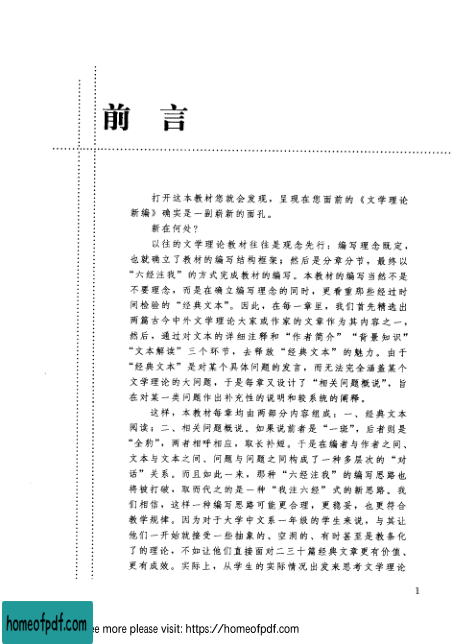 前 言
打开这本教材您就会发现，呈现在您面前的《文学理论
新编》确实是一副崭新的面孔。
新在何处?
以往的文学理论教材往往是观念先行：编写理念既定，
也就确立了教材的编写结构框架；然后是分章分节，最终以
“六经注我”的方式完成教材的编写。本教材的编写当然不是
不要理念，而是在确立编写理念的同时，更看重那些经过时
间检验的“经典文本”。因此，在每一章里，我们首先精选出
两篇古今中外文学理论大家或作家的文章作为其内容之一，
然后，通过对文本的详细注释和“作者简介”“背景知识”
“文本解读”三个环节，去释放“经典文本”的魅力。由于
“经典文本”是对某个具体问题的发言，而无法完全涵盖某个
文学理论的大问题，于是每章又设计了“相关问题概说”，旨
在对某一类问题作出补充性的说明和较系统的阐释。
这样，本教材每章均由两部分内容组成：一、经典文本
阅读；二、相关问题概说。如果说前者是“一斑”，后者则是
“全豹”，两者相呼相应，取长补短。于是在编者与作者之间、
文本与文本之间、问题与问题之间构成了一种多层次的“对
话”关系。而且如此一来，那种“六经注我”的编写思路也
将被打破，取而代之的是一种“我注六经”式的新思路。我
们相信，这样一种编写思路可能更合理，更稳妥，也更符合
教学规律。因为对于大学中文系一年级的学生来说，与其让
他们一开始就接受一些抽象的、空洞的、有时甚至是教条化
了的理论，不如让他们直接面对二三十篇经典文章更有价值、
更有成效。实际上，从学生的实际情况出发来思考文学理论
1
homeofpdf.com
ee more please visit: https://homeofpdf.com